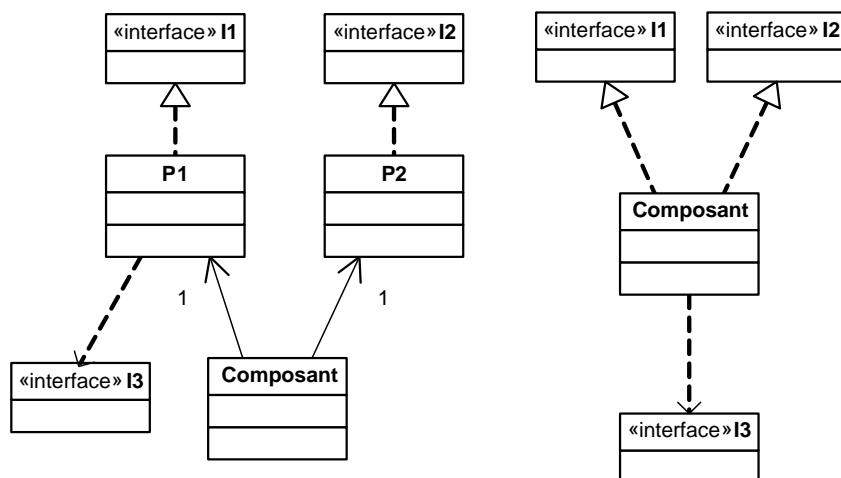 «interface» I1
«interface» I2
P1
P2
1
1
«interface» I3
Composant
«interface» I1
«interface» I2
Composant
«interface» I3